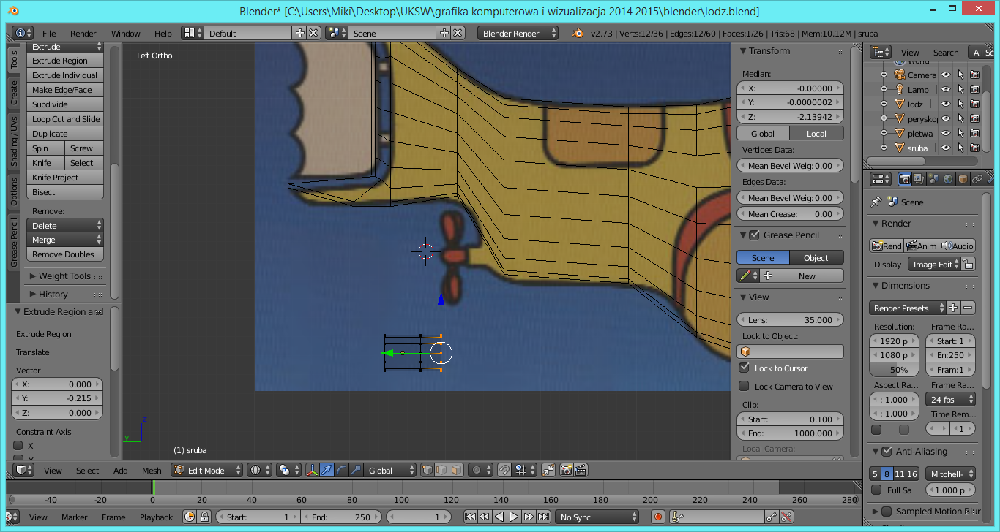 Blender* [C:\Users\Miki\Desktop\UKSW\grafika komputerowa i wizualizacja 2014 2015\blender\lodz.blend]
File Render Window Help Default Scene Blender Render v2.73 | Verts:12/36 | Edges:12/60 | Faces:1/26 | Tris:68 | Mem:10.12M | sruba
Tools
Create
Shading / UVs
Options
Grease Pencil
Extrude
Extrude Region
Extrude Individual
Make Edge/Face
Subdivide
Loop Cut and Slide
Duplicate
Spin Screw
Knife Select
Knife Project
Bisect
Remove:
Delete
Merge
Remove Doubles
Weight Tools
History
Extrude Region and
Extrude Region
Translate
Vector
X: 0.000
Y: -0.215
Z: 0.000
Constraint Axis
X
Y
Left Ortho
z
y
(1) sruba
Transform
Median:
X: -0.00000
Y: -0.0000002
Z: -2.13942
Global Local
Vertices Data:
Mean Bevel Weig: 0.00
Edges Data:
Mean Bevel Weig: 0.00
Mean Crease: 0.00
Grease Pencil
Scene Object
New
View
Lens: 35.000
Lock to Object:
Lock to Cursor
Lock Camera to View
Clip:
Start: 0.100
End: 1000.000
Local Camera:
View Search All Sc
World
Camera
Lamp
lodz
perysko
pletwa
sruba
Scene
Render
Rend Anim Audio
Display Image Edit
Dimensions
Render Presets
Resolution: Frame Ra...
1920 p Start: 1
1080 p En:250
50% Fram:1
Aspect Ra... Frame Ra...
: 1.000 24 fps
: 1.000 Time Rem...
1
Anti-Aliasing
5 8 11 16 Mitchell-
Full Sa 1.000 p
Sampled Motion Blur
View Select Add Mesh Edit Mode Global
-40 -20 0 20 40 60 80 100 120 140 160 180 200 220 240 260 280
View Marker Frame Playback Start: 1 End: 250 1 No Sync